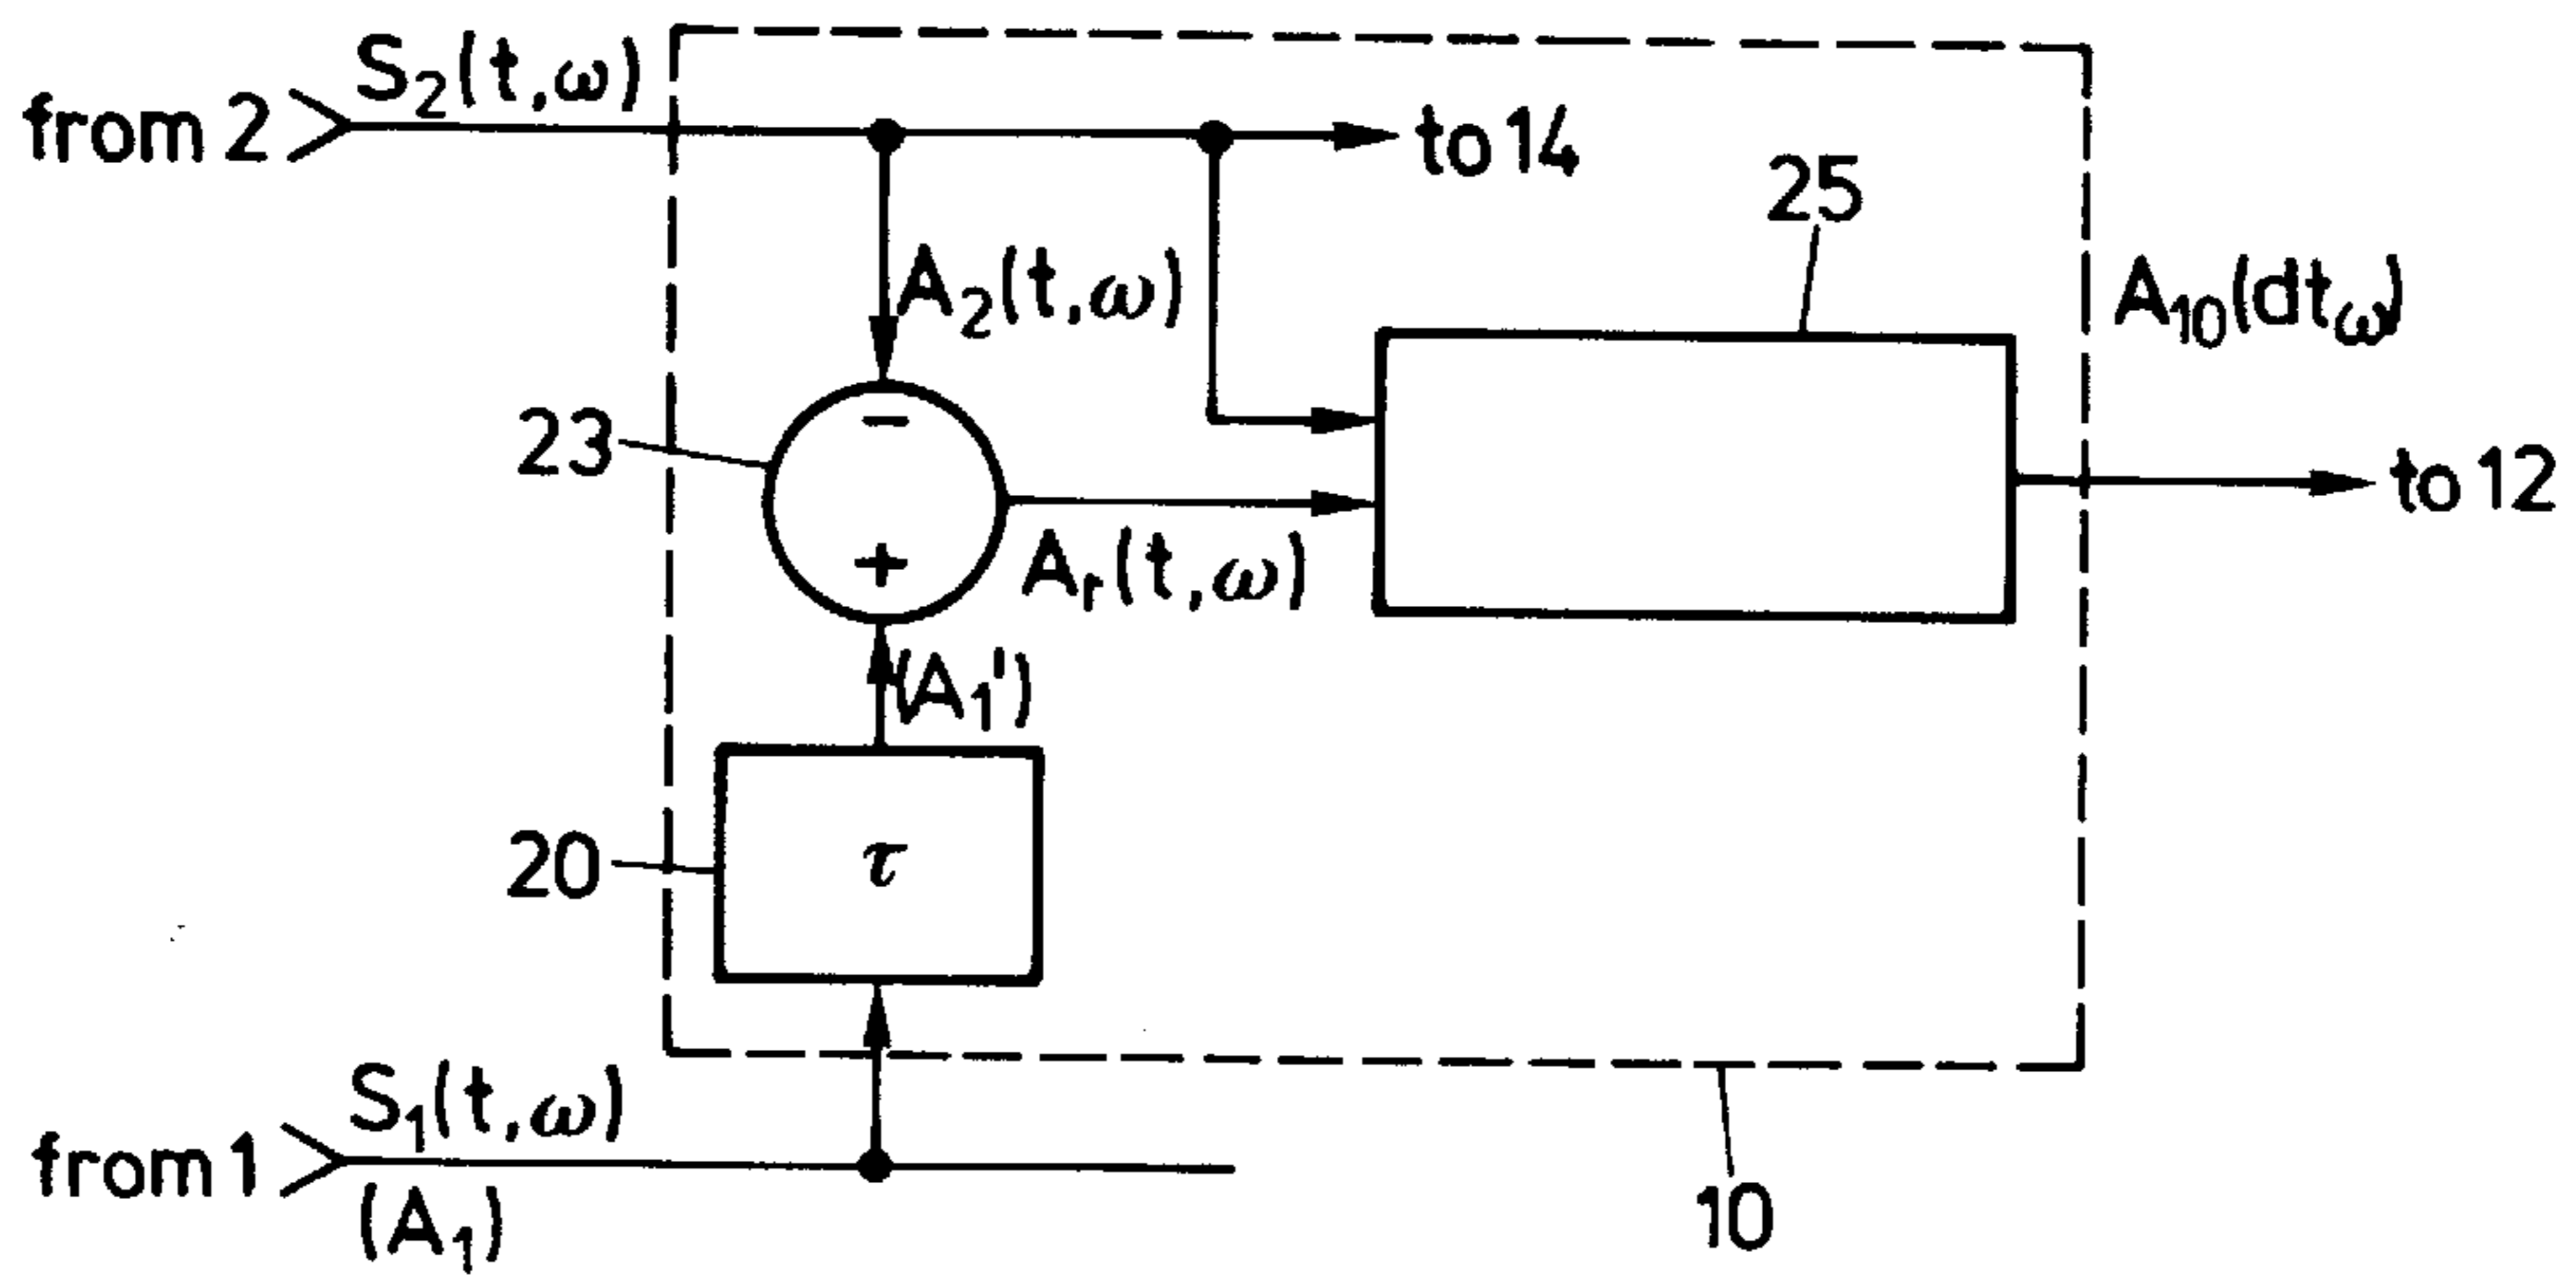 S₂(t,ω)
from 2
to 14
25
A₂(t,ω)
A₁₀(dtω)
−
23
to 12
+
Aᵣ(t,ω)
(A₁')
τ
20
S₁(t,ω)
from 1
(A₁)
10